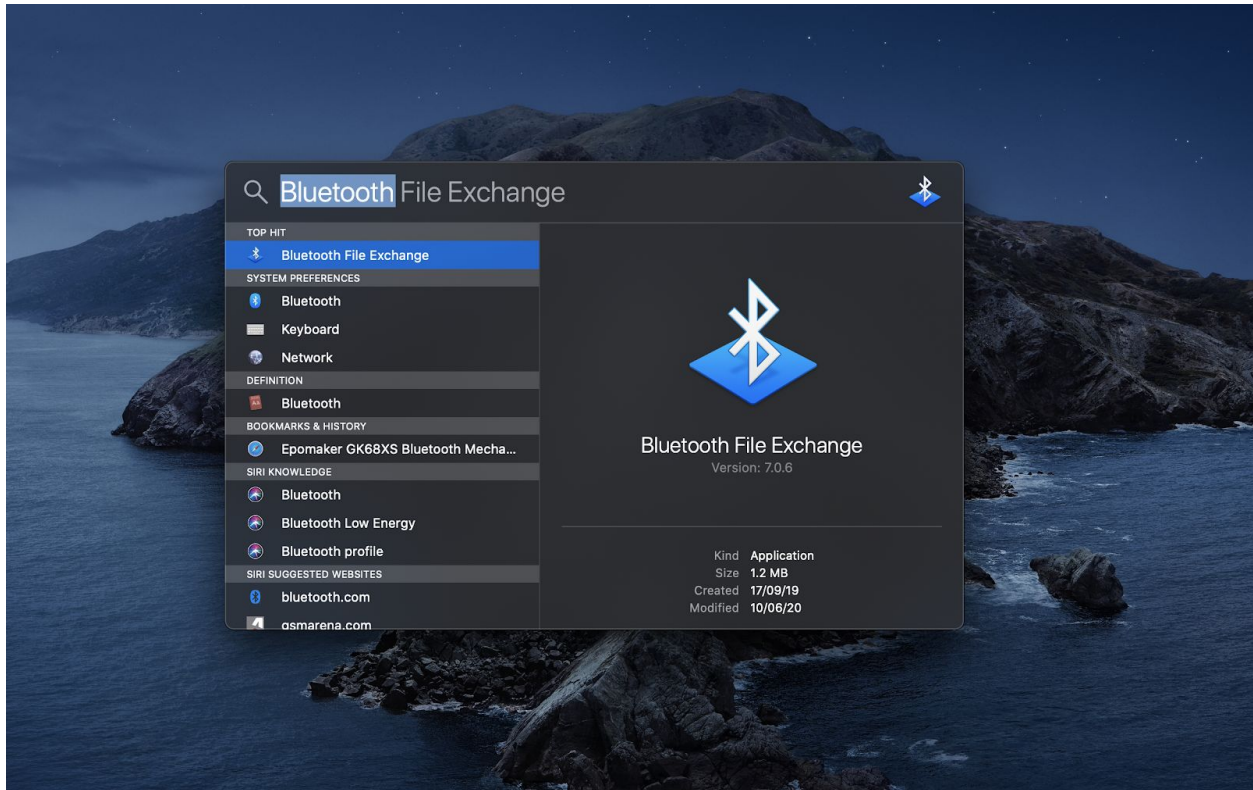 Bluetooth File Exchange
TOP HIT
Bluetooth File Exchange
SYSTEM PREFERENCES
Bluetooth
Keyboard
Network
DEFINITION
Bluetooth
BOOKMARKS & HISTORY
Epomaker GK68XS Bluetooth Mecha...
SIRI KNOWLEDGE
Bluetooth
Bluetooth Low Energy
Bluetooth profile
SIRI SUGGESTED WEBSITES
bluetooth.com
gsmarena.com
Bluetooth File Exchange
Version: 7.0.6
Kind Application
Size 1.2 MB
Created 17/09/19
Modified 10/06/20